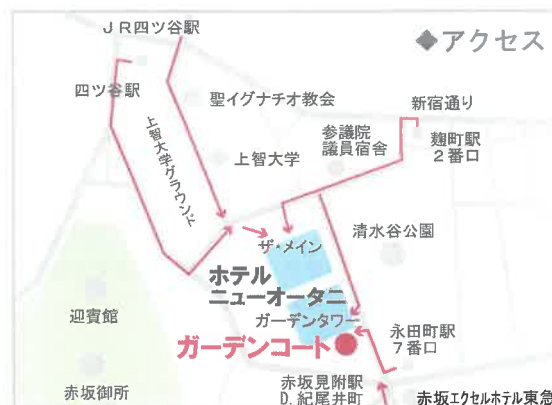 JR四ツ谷駅
◆アクセス
四ツ谷駅
聖イグナチオ教会
新宿通り
上智大学グラウンド
参議院
議員宿舎
麹町駅
2番口
上智大学
清水谷公園
ザ・メイン
ホテル
ニューオータニ
迎賓館
ガーデンタワー
永田町駅
7番口
ガーデンコート
赤坂御所
赤坂見附駅
D.紀尾井町
赤坂エクセルホテル東急